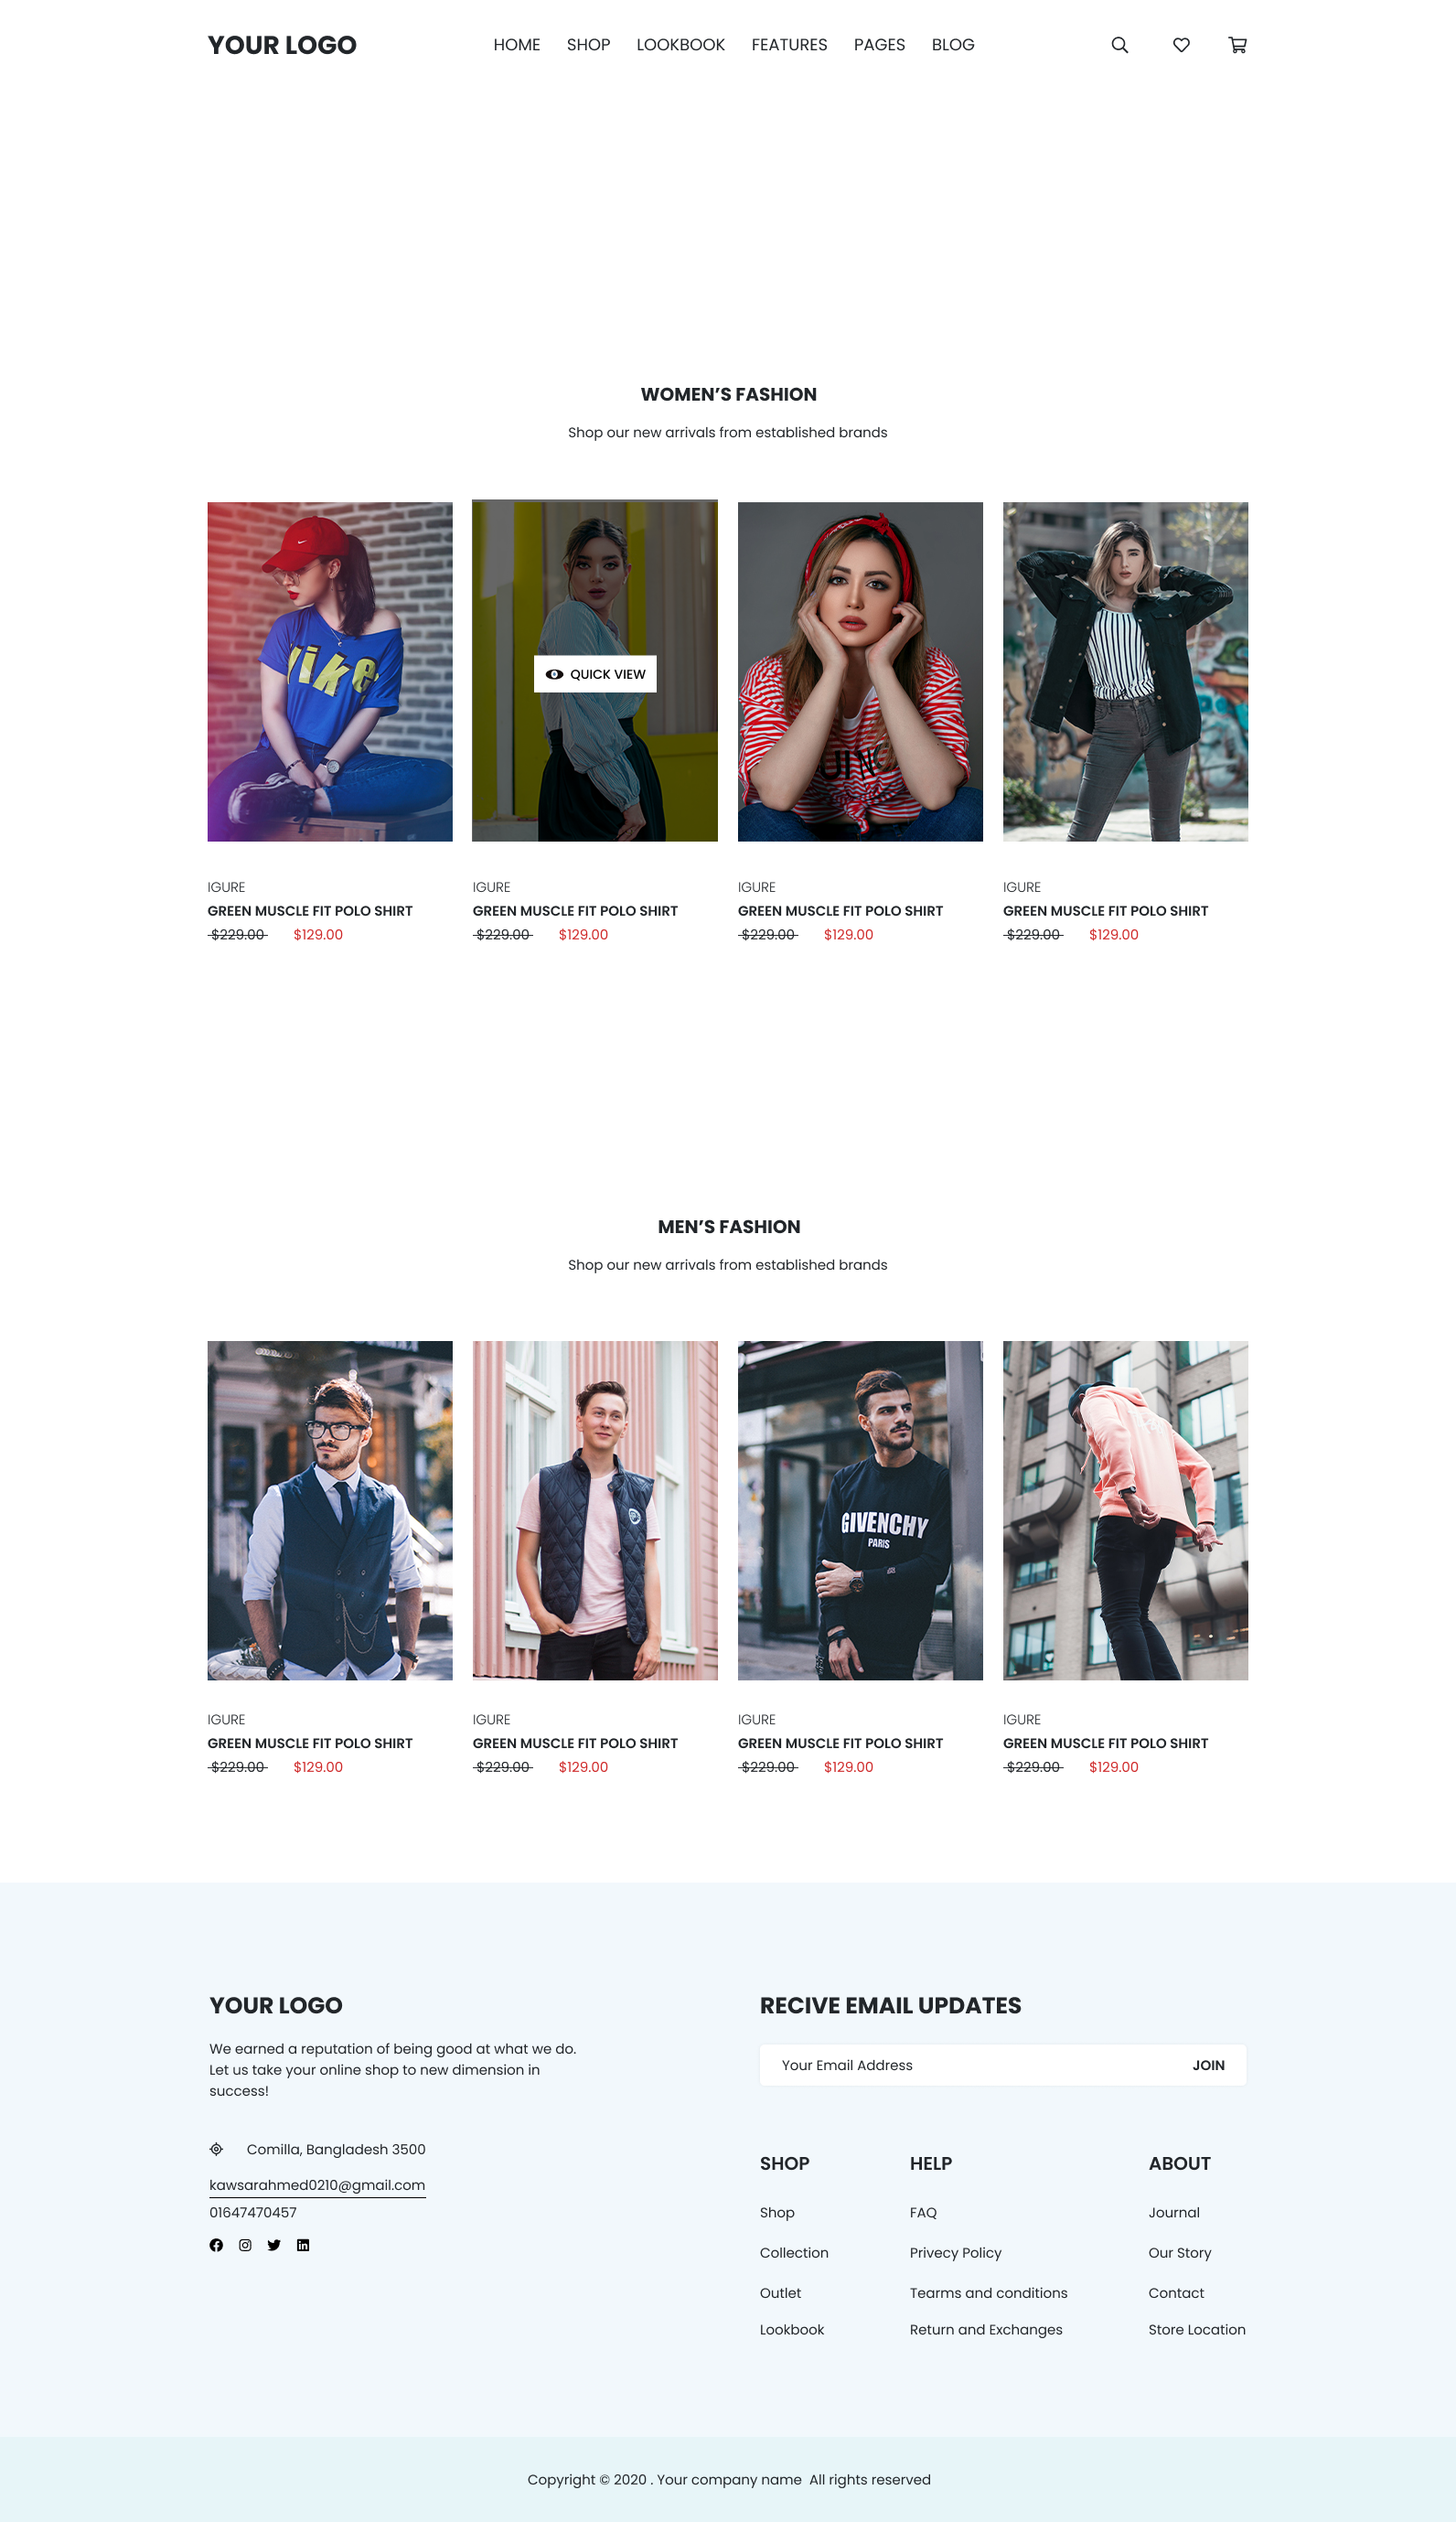 YOUR LOGO HOME SHOP LOOKBOOK FEATURES PAGES BLOG
WOMEN’S FASHION
Shop our new arrivals from established brands
QUICK VIEW
IGURE IGURE IGURE IGURE
GREEN MUSCLE FIT POLO SHIRT GREEN MUSCLE FIT POLO SHIRT GREEN MUSCLE FIT POLO SHIRT GREEN MUSCLE FIT POLO SHIRT
$229.00 $129.00 $229.00 $129.00 $229.00 $129.00 $229.00 $129.00
MEN’S FASHION
Shop our new arrivals from established brands
GIVENCHY
PARIS
IGURE IGURE IGURE IGURE
GREEN MUSCLE FIT POLO SHIRT GREEN MUSCLE FIT POLO SHIRT GREEN MUSCLE FIT POLO SHIRT GREEN MUSCLE FIT POLO SHIRT
$229.00 $129.00 $229.00 $129.00 $229.00 $129.00 $229.00 $129.00
YOUR LOGO
We earned a reputation of being good at what we do.
Let us take your online shop to new dimension in
success!
Comilla, Bangladesh 3500
kawsarahmed0210@gmail.com
01647470457
RECIVE EMAIL UPDATES
Your Email Address JOIN
SHOP HELP ABOUT
Shop FAQ Journal
Collection Privecy Policy Our Story
Outlet Tearms and conditions Contact
Lookbook Return and Exchanges Store Location
Copyright © 2020 . Your company name  All rights reserved